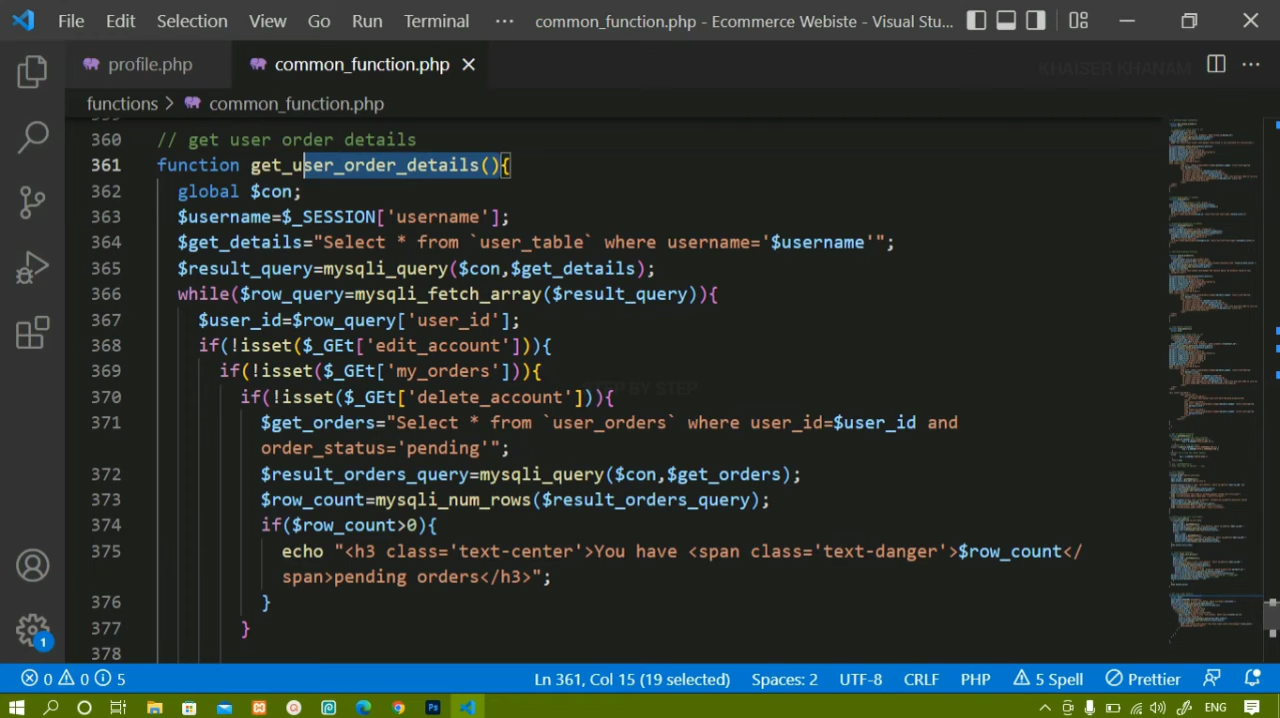 File Edit Selection View Go Run Terminal ··· common_function.php - Ecommerce Webiste - Visual Stu...
profile.php common_function.php
KHAISER KHANAM
functions > common_function.php
360 // get user order details
361 function get_user_order_details(){
362 global $con;
363 $username=$_SESSION['username'];
364 $get_details="Select * from `user_table` where username='$username'";
365 $result_query=mysqli_query($con,$get_details);
366 while($row_query=mysqli_fetch_array($result_query)){
367 $user_id=$row_query['user_id'];
368 if(!isset($_GEt['edit_account'])){
369 if(!isset($_GEt['my_orders'])){
STEP BY STEP
370 if(!isset($_GEt['delete_account'])){
371 $get_orders="Select * from `user_orders` where user_id=$user_id and
order_status='pending'";
372 $result_orders_query=mysqli_query($con,$get_orders);
373 $row_count=mysqli_num_rows($result_orders_query);
374 if($row_count>0){
375 echo "<h3 class='text-center'>You have <span class='text-danger'>$row_count</
span>pending orders</h3>";
376 }
377 }
378
0 0 5 Ln 361, Col 15 (19 selected) Spaces: 2 UTF-8 CRLF PHP 5 Spell Prettier
1
ENG